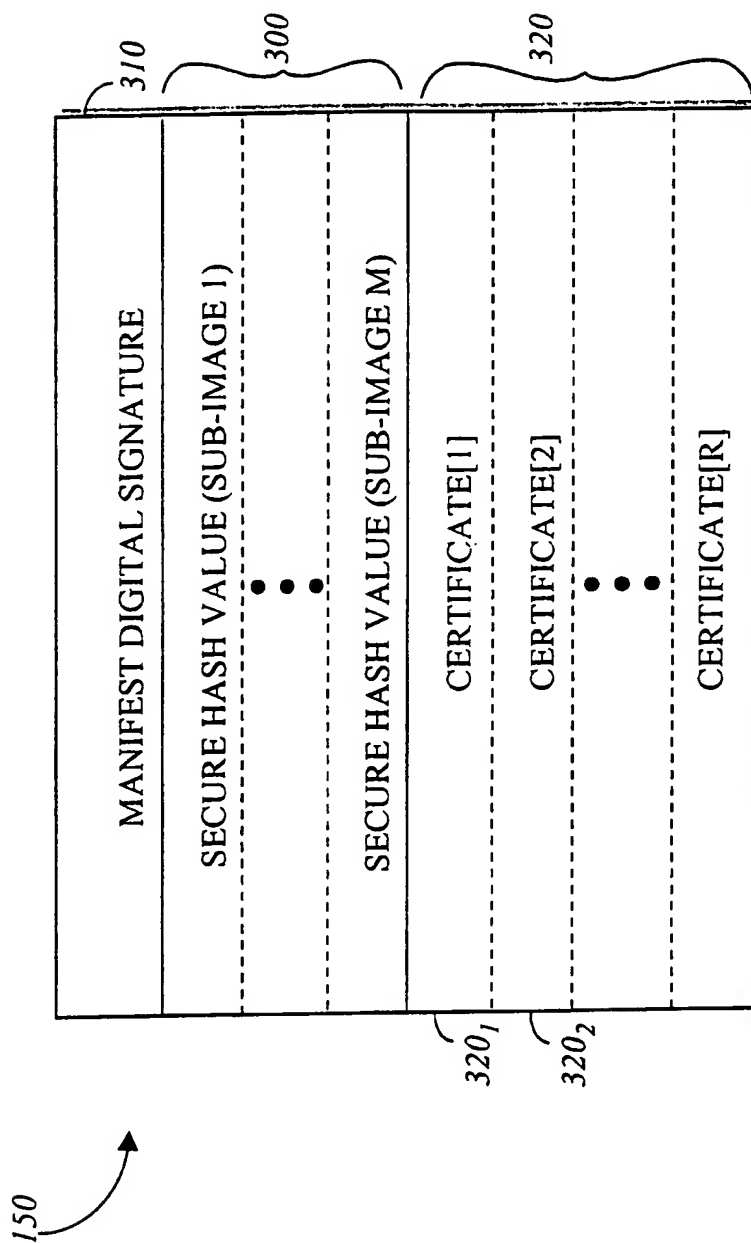 150
MANIFEST DIGITAL SIGNATURE
310
SECURE HASH VALUE (SUB-IMAGE 1)
300
SECURE HASH VALUE (SUB-IMAGE M)
320₁
CERTIFICATE[1]
320
320₂
CERTIFICATE[2]
CERTIFICATE[R]